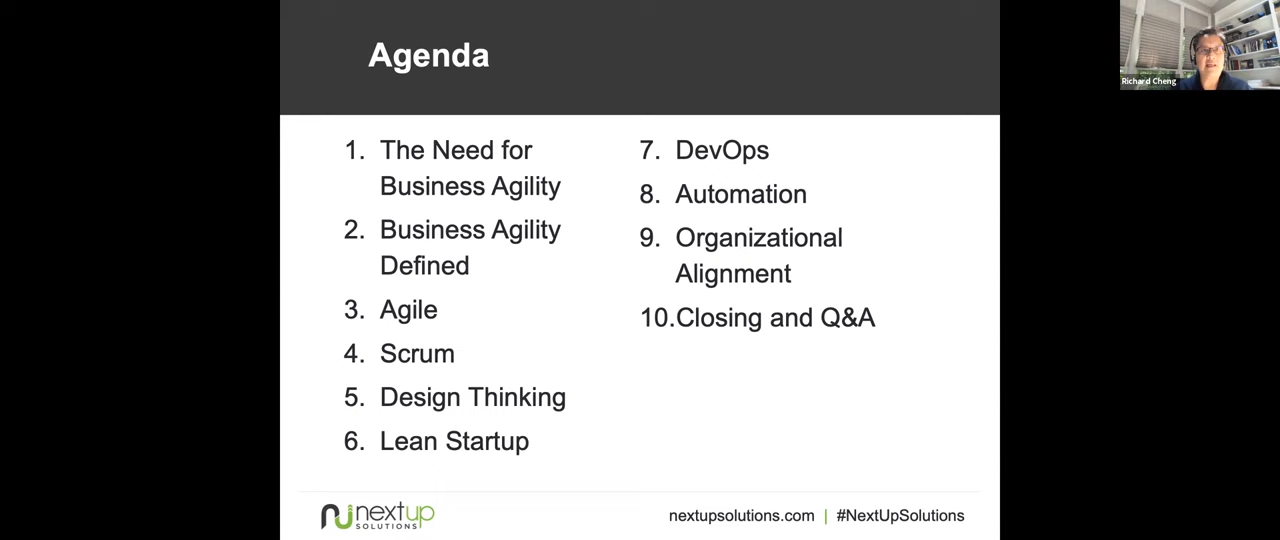 Agenda
1. The Need for
Business Agility
2. Business Agility
Defined
3. Agile
4. Scrum
5. Design Thinking
6. Lean Startup
7. DevOps
8. Automation
9. Organizational
Alignment
10.Closing and Q&A
nextup
SOLUTIONS
nextupsolutions.com | #NextUpSolutions
Richard Cheng